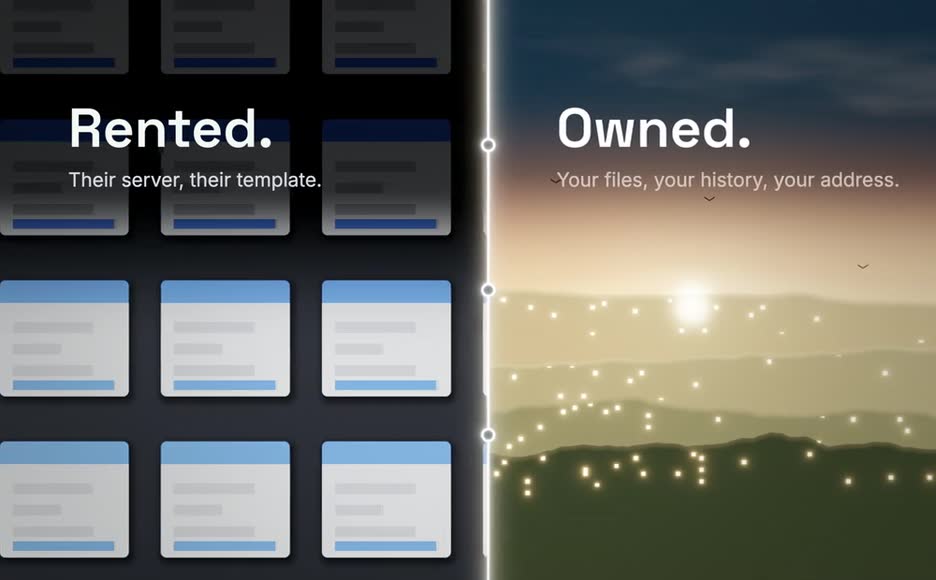 Rented.
Their server, their template.
Owned.
Your files, your history, your address.